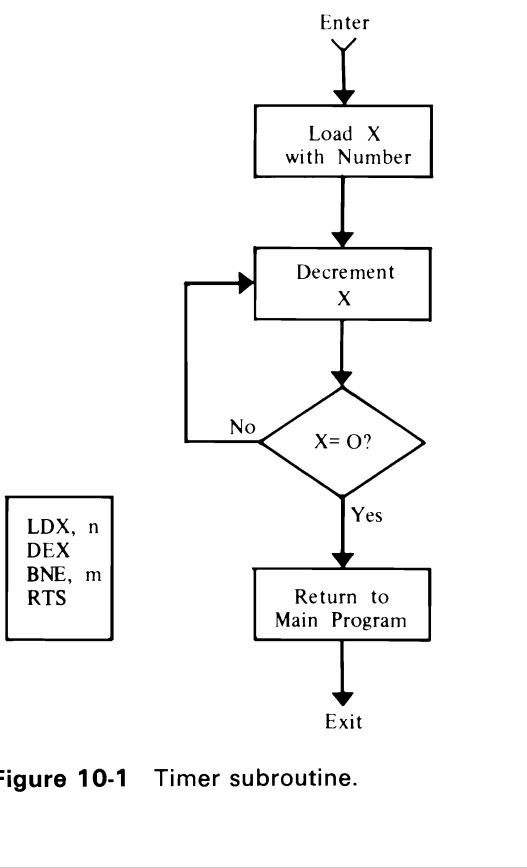 Enter
Load X
with Number
Decrement
X
No
X= O?
Yes
LDX, n
DEX
BNE, m
RTS
Return to
Main Program
Exit
Figure 10-1 Timer subroutine.